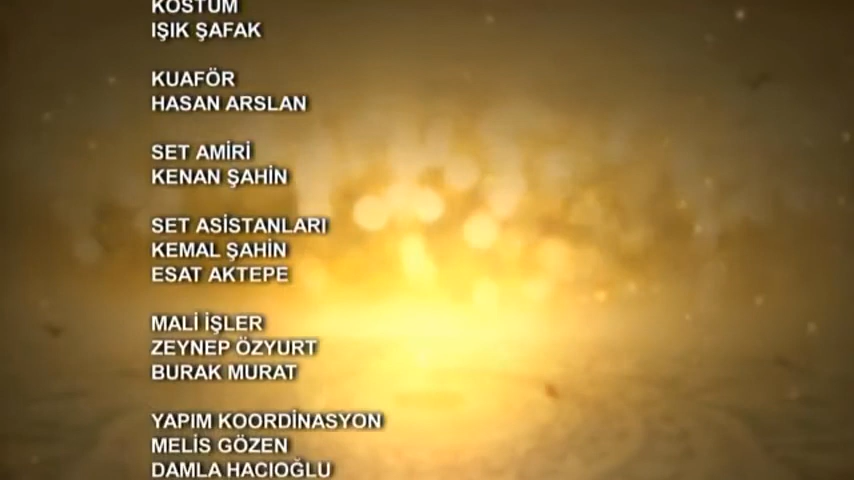 KOSTÜM
IŞIK ŞAFAK
KUAFÖR
HASAN ARSLAN
SET AMİRİ
KENAN ŞAHİN
SET ASİSTANLARI
KEMAL ŞAHİN
ESAT AKTEPE
MALİ İŞLER
ZEYNEP ÖZYURT
BURAK MURAT
YAPIM KOORDİNASYON
MELİS GÖZEN
DAMLA HACIOĞLU